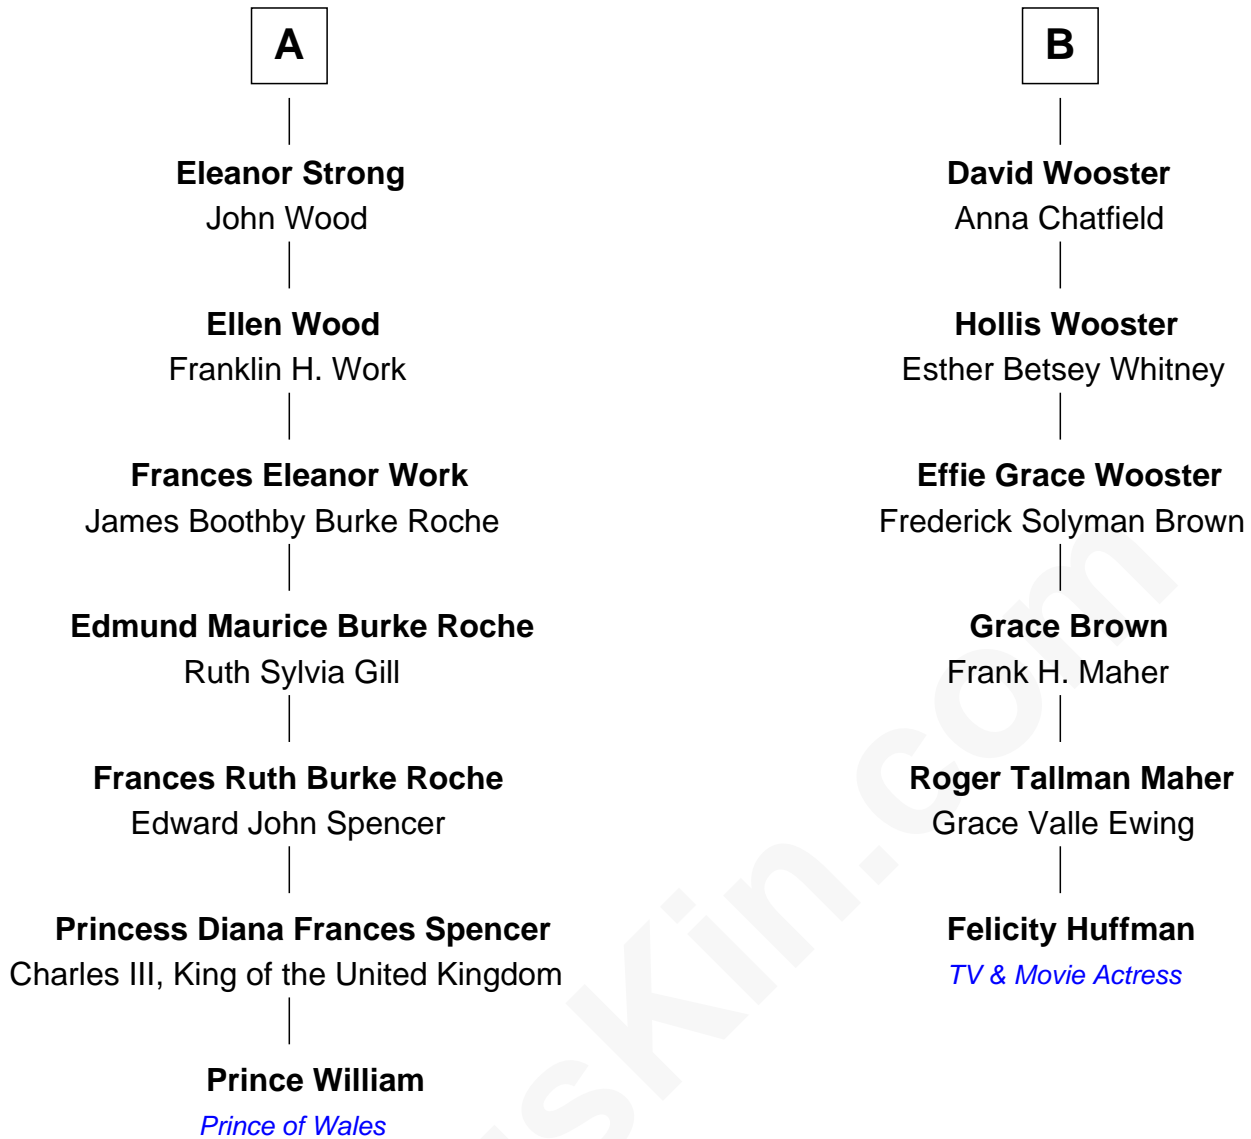 A
Eleanor Strong
John Wood
Ellen Wood
Franklin H. Work
Frances Eleanor Work
James Boothby Burke Roche
Edmund Maurice Burke Roche
Ruth Sylvia Gill
Frances Ruth Burke Roche
Edward John Spencer
Princess Diana Frances Spencer
Charles III, King of the United Kingdom
Prince William
Prince of Wales
B
David Wooster
Anna Chatfield
Hollis Wooster
Esther Betsey Whitney
Effie Grace Wooster
Frederick Solyman Brown
Grace Brown
Frank H. Maher
Roger Tallman Maher
Grace Valle Ewing
Felicity Huffman
TV & Movie Actress
sKin.com